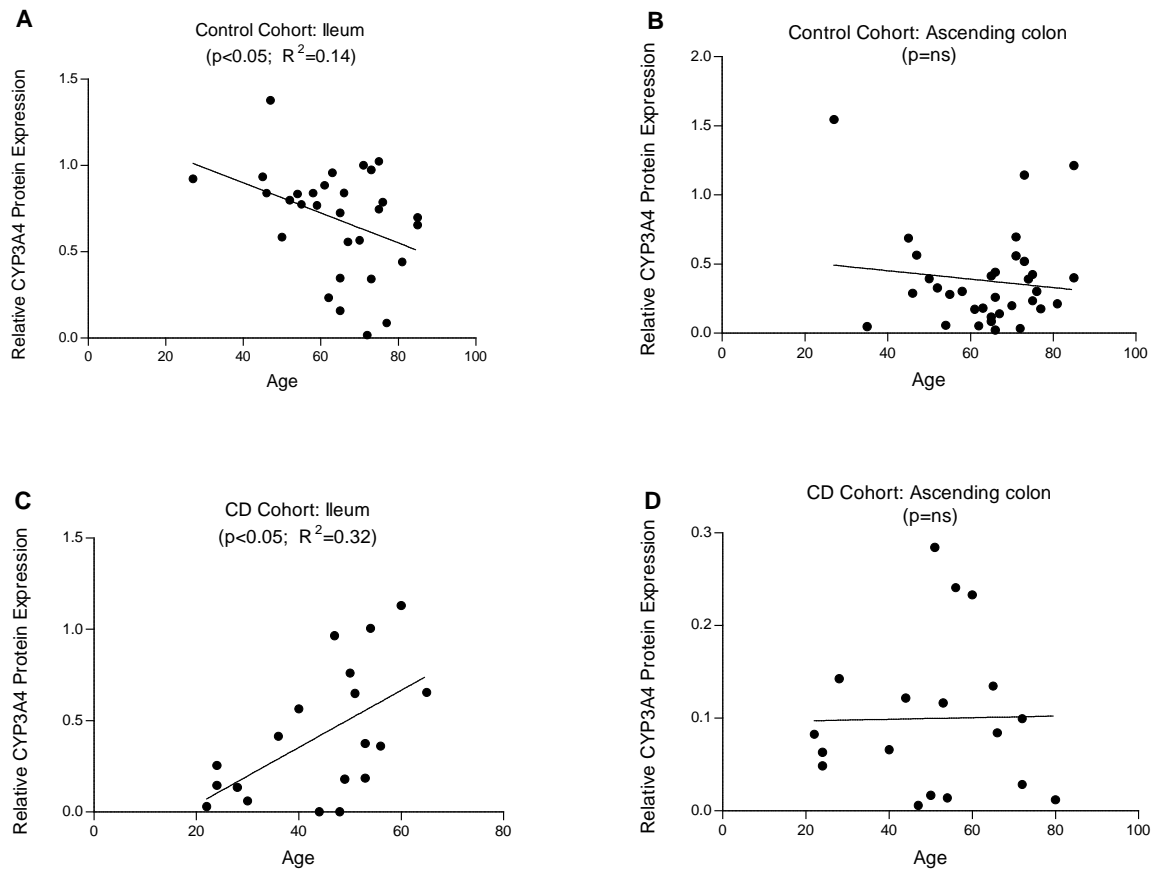 A
Control Cohort: Ileum
(p<0.05; R²=0.14)
Relative CYP3A4 Protein Expression
1.5
1.0
0.5
0.0
0 20 40 60 80 100
Age
B
Control Cohort: Ascending colon
(p=ns)
Relative CYP3A4 Protein Expression
2.0
1.5
1.0
0.5
0.0
0 20 40 60 80 100
Age
C
CD Cohort: Ileum
(p<0.05; R²=0.32)
Relative CYP3A4 Protein Expression
1.5
1.0
0.5
0.0
0 20 40 60 80
Age
D
CD Cohort: Ascending colon
(p=ns)
Relative CYP3A4 Protein Expression
0.3
0.2
0.1
0.0
0 20 40 60 80 100
Age